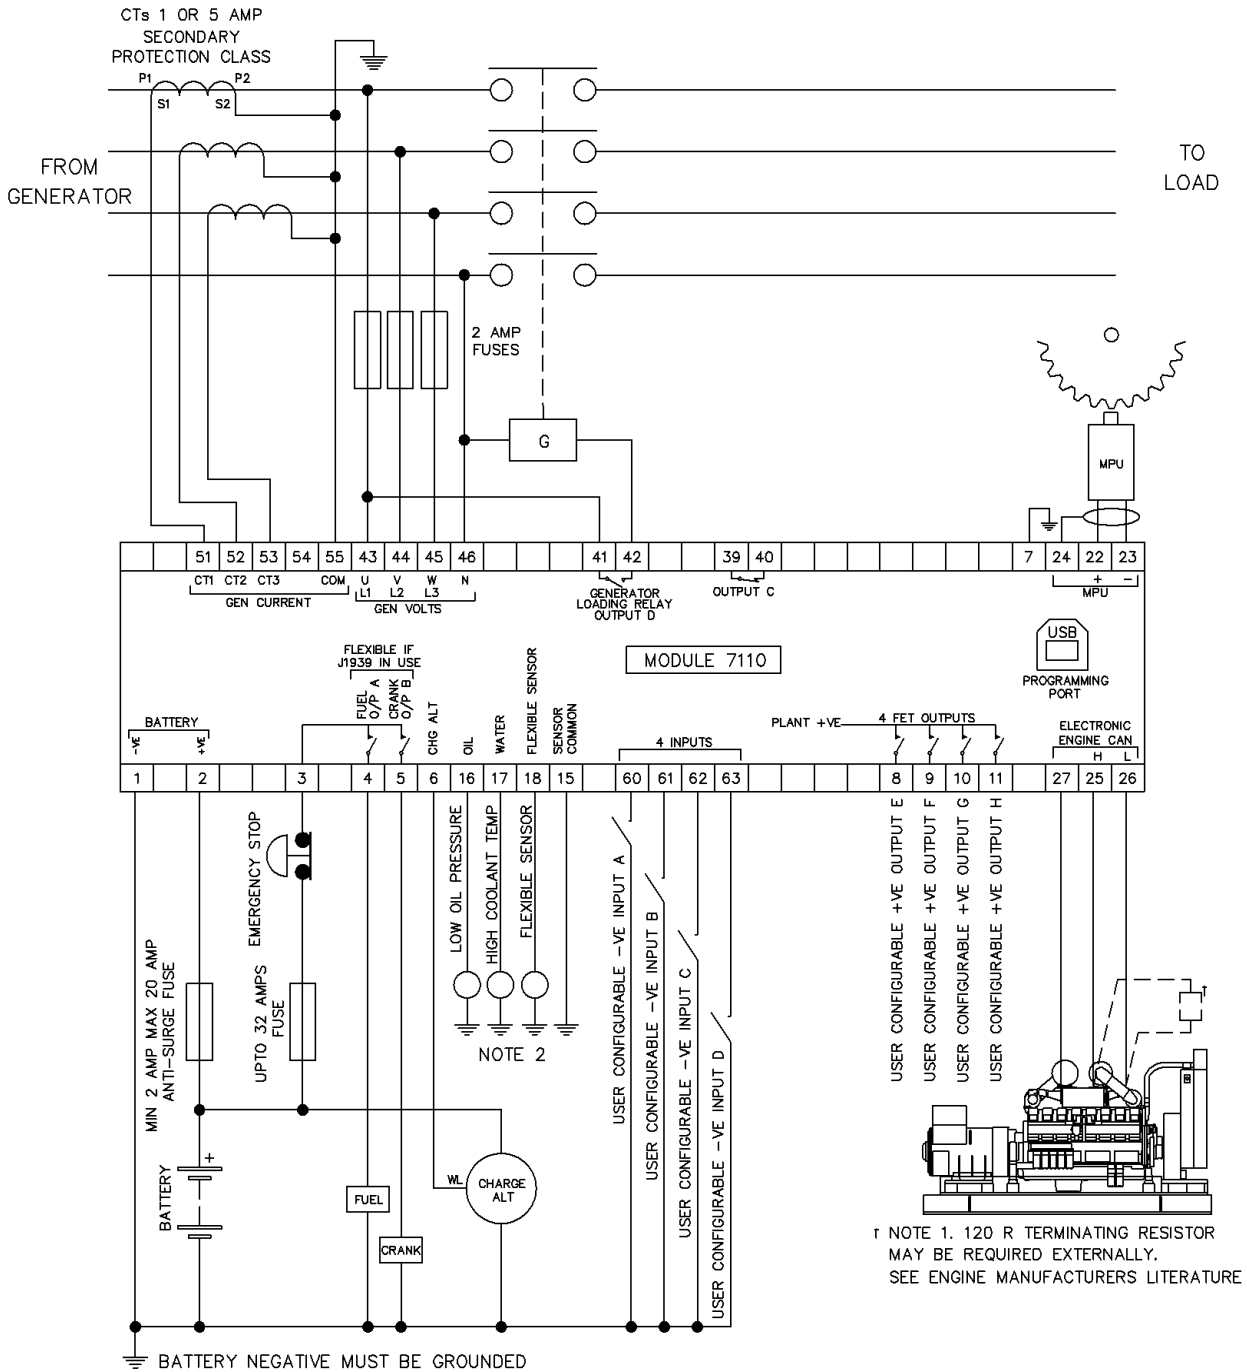 CTs 1 OR 5 AMP
SECONDARY
PROTECTION CLASS
P1
P2
S1
S2
FROM
GENERATOR
TO
LOAD
2 AMP
FUSES
G
MPU
51 52 53 54 55 43 44 45 46 41 42 39 40 7 24 22 23
CT1 CT2 CT3 COM U V W N
L1 L2 L3
GEN CURRENT
GEN VOLTS
GENERATOR
LOADING RELAY
OUTPUT D
OUTPUT C
+ −
MPU
USB
PROGRAMMING
PORT
MODULE 7110
FLEXIBLE IF
J1939 IN USE
FUEL
O/P A
CRANK
O/P B
CHG ALT
OIL
WATER
FLEXIBLE SENSOR
SENSOR
COMMON
BATTERY
-VE
+VE
4 INPUTS
PLANT +VE
4 FET OUTPUTS
ELECTRONIC
ENGINE CAN
H L
1 2 3 4 5 6 16 17 18 15 60 61 62 63 8 9 10 11 27 25 26
EMERGENCY STOP
MIN 2 AMP MAX 20 AMP
ANTI-SURGE FUSE
UPTO 32 AMPS
FUSE
LOW OIL PRESSURE
HIGH COOLANT TEMP
FLEXIBLE SENSOR
NOTE 2
USER CONFIGURABLE -VE INPUT A
USER CONFIGURABLE -VE INPUT B
USER CONFIGURABLE -VE INPUT C
USER CONFIGURABLE -VE INPUT D
USER CONFIGURABLE +VE OUTPUT E
USER CONFIGURABLE +VE OUTPUT F
USER CONFIGURABLE +VE OUTPUT G
USER CONFIGURABLE +VE OUTPUT H
†
+
BATTERY
FUEL
CRANK
WL
CHARGE
ALT
† NOTE 1. 120 R TERMINATING RESISTOR
MAY BE REQUIRED EXTERNALLY.
SEE ENGINE MANUFACTURERS LITERATURE
BATTERY NEGATIVE MUST BE GROUNDED